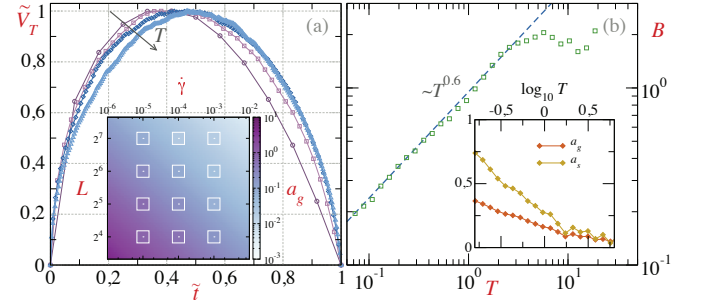 1
Ṽ_T
0,8
0,6
0,4
0,2
0
(a)
T
γ̇
10^-6 10^-5 10^-4 10^-3 10^-2
2^7
2^6
2^5
2^4
L
a_g
10^1
10^0
10^-1
10^-2
10^-3
0 0,2 0,4 0,6 0,8 1
t̃
(b)
B
10^0
10^-1
~T^0.6
log_10 T
-0,5 0 0,5
1
0,5
0
a_g
a_s
10^-1 10^0 10^1
T